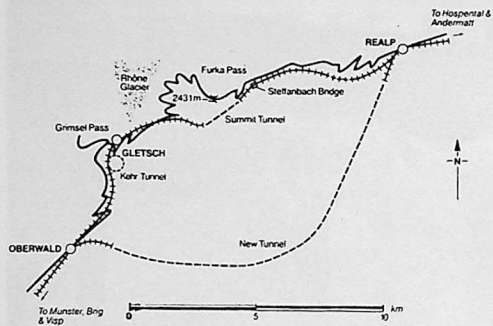 To Hospental &
Andermatt
REALP
Furka Pass
Rhône
Glacier
2431m
Steffanbach Bridge
Grimsel Pass
Summit Tunnel
GLETSCH
-N-
Kehr Tunnel
New Tunnel
OBERWALD
To Munster, Brig
& Visp
km
0
5
10